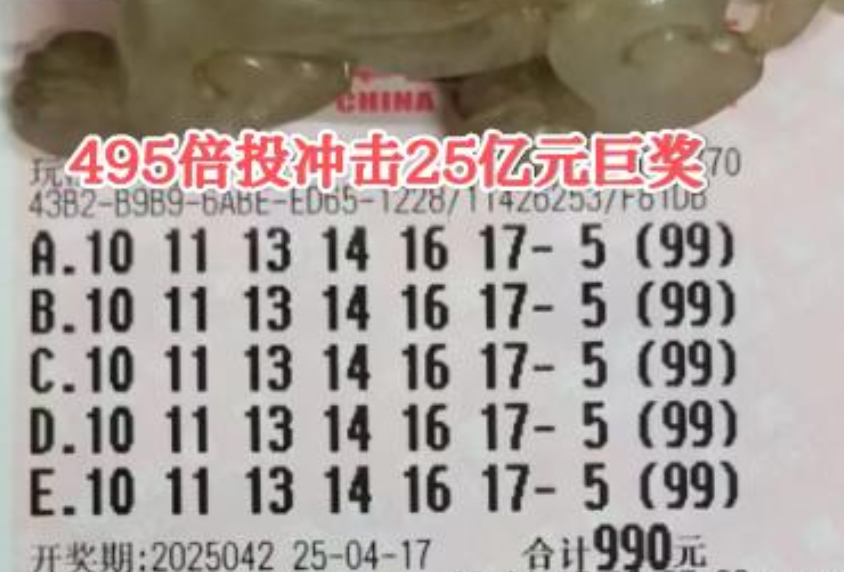 CHINA
495倍投冲击25亿元巨奖
玩 70
43B2-B9B9-6ABE-ED65-1228/11426253/F81DB
A.10 11 13 14 16 17- 5 (99)
B.10 11 13 14 16 17- 5 (99)
C.10 11 13 14 16 17- 5 (99)
D.10 11 13 14 16 17- 5 (99)
E.10 11 13 14 16 17- 5 (99)
开奖期:2025042 25-04-17 合计990元